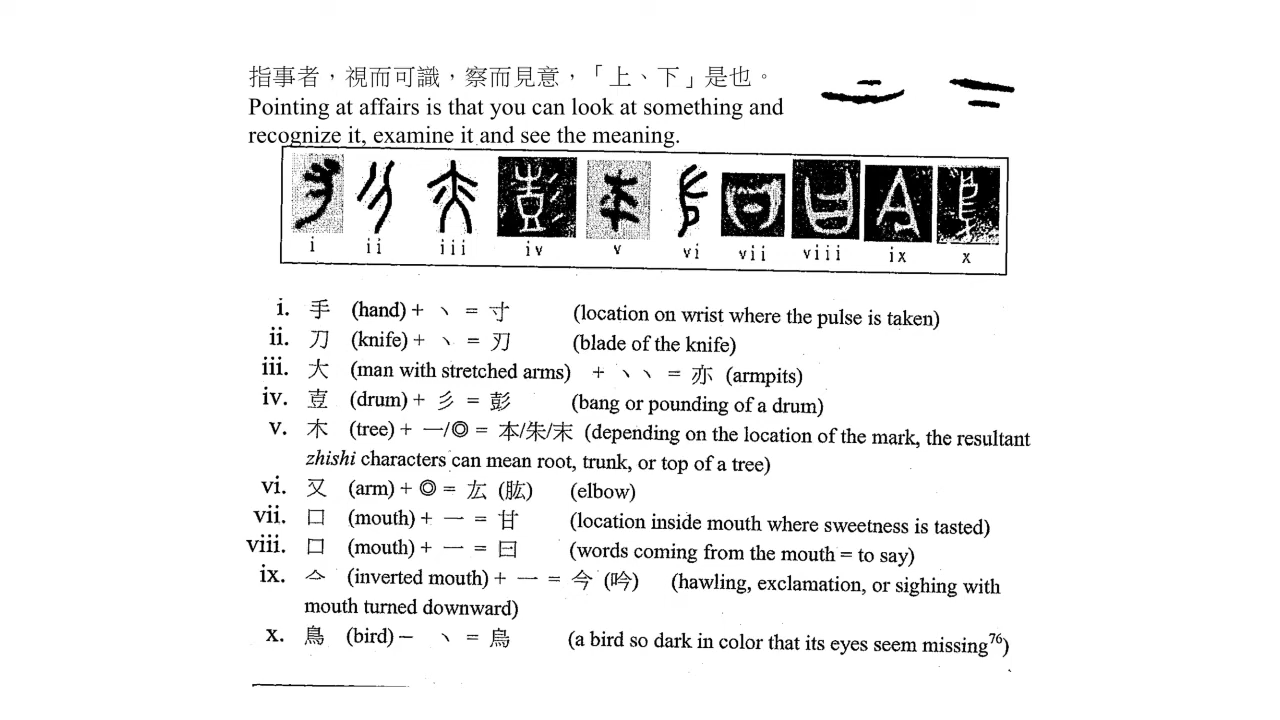 指事者，視而可識，察而見意，「上、下」是也。
Pointing at affairs is that you can look at something and
recognize it, examine it and see the meaning.
i ii iii iv v vi vii viii ix x
i. 手 (hand) + 丶 = 寸 (location on wrist where the pulse is taken)
ii. 刀 (knife) + 丶 = 刃 (blade of the knife)
iii. 大 (man with stretched arms) + 丶丶 = 亦 (armpits)
iv. 壴 (drum) + 彡 = 彭 (bang or pounding of a drum)
v. 木 (tree) + 一/◎ = 本/朱/末 (depending on the location of the mark, the resultant
zhishi characters can mean root, trunk, or top of a tree)
vi. 又 (arm) + ◎ = 厷 (肱) (elbow)
vii. 口 (mouth) + 一 = 甘 (location inside mouth where sweetness is tasted)
viii. 口 (mouth) + 一 = 曰 (words coming from the mouth = to say)
ix. 亼 (inverted mouth) + 一 = 今 (吟) (hawling, exclamation, or sighing with
mouth turned downward)
x. 鳥 (bird) − 丶 = 烏 (a bird so dark in color that its eyes seem missing76)